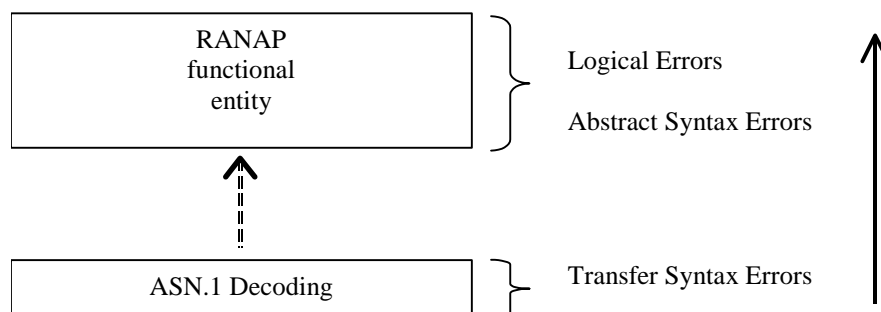 RANAP
functional
entity
Logical Errors
Abstract Syntax Errors
ASN.1 Decoding
Transfer Syntax Errors